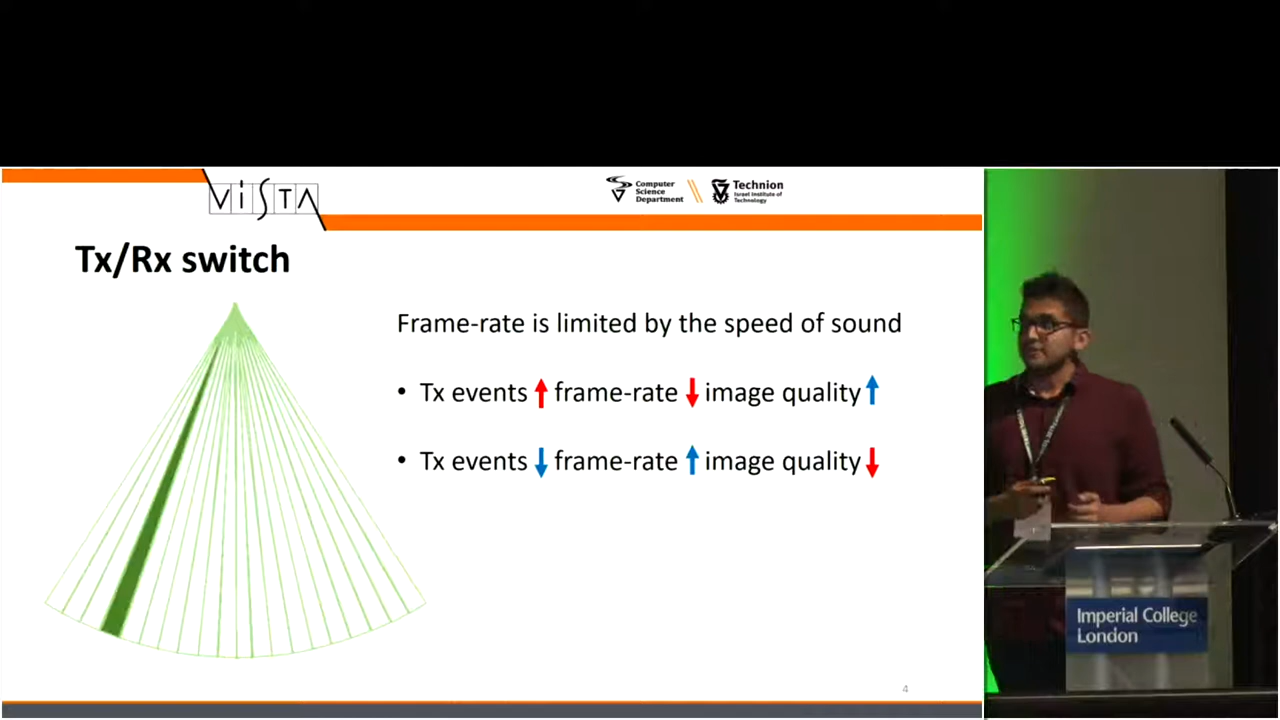 ViSTA
Computer
Science
Department
Technion
Israel Institute of
Technology
Tx/Rx switch
Frame-rate is limited by the speed of sound
• Tx events ↑ frame-rate ↓ image quality ↑
• Tx events ↓ frame-rate ↑ image quality ↓
4
Imperial College
London